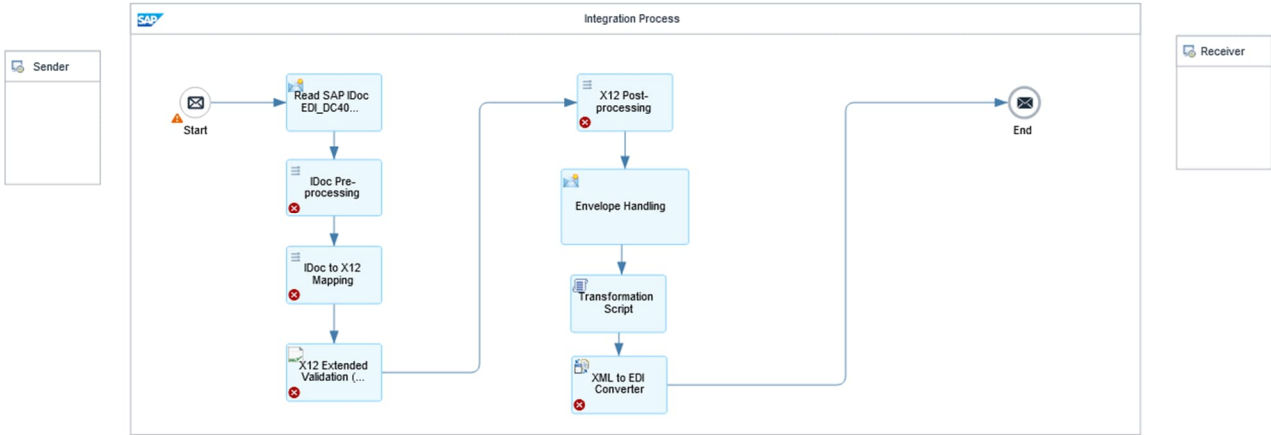 SAP
Integration Process
Sender
Receiver
Start
Read SAP IDoc
EDI_DC40...
IDoc Pre-
processing
IDoc to X12
Mapping
X12 Extended
Validation (...
X12 Post-
processing
Envelope Handling
Transformation
Script
XML to EDI
Converter
End